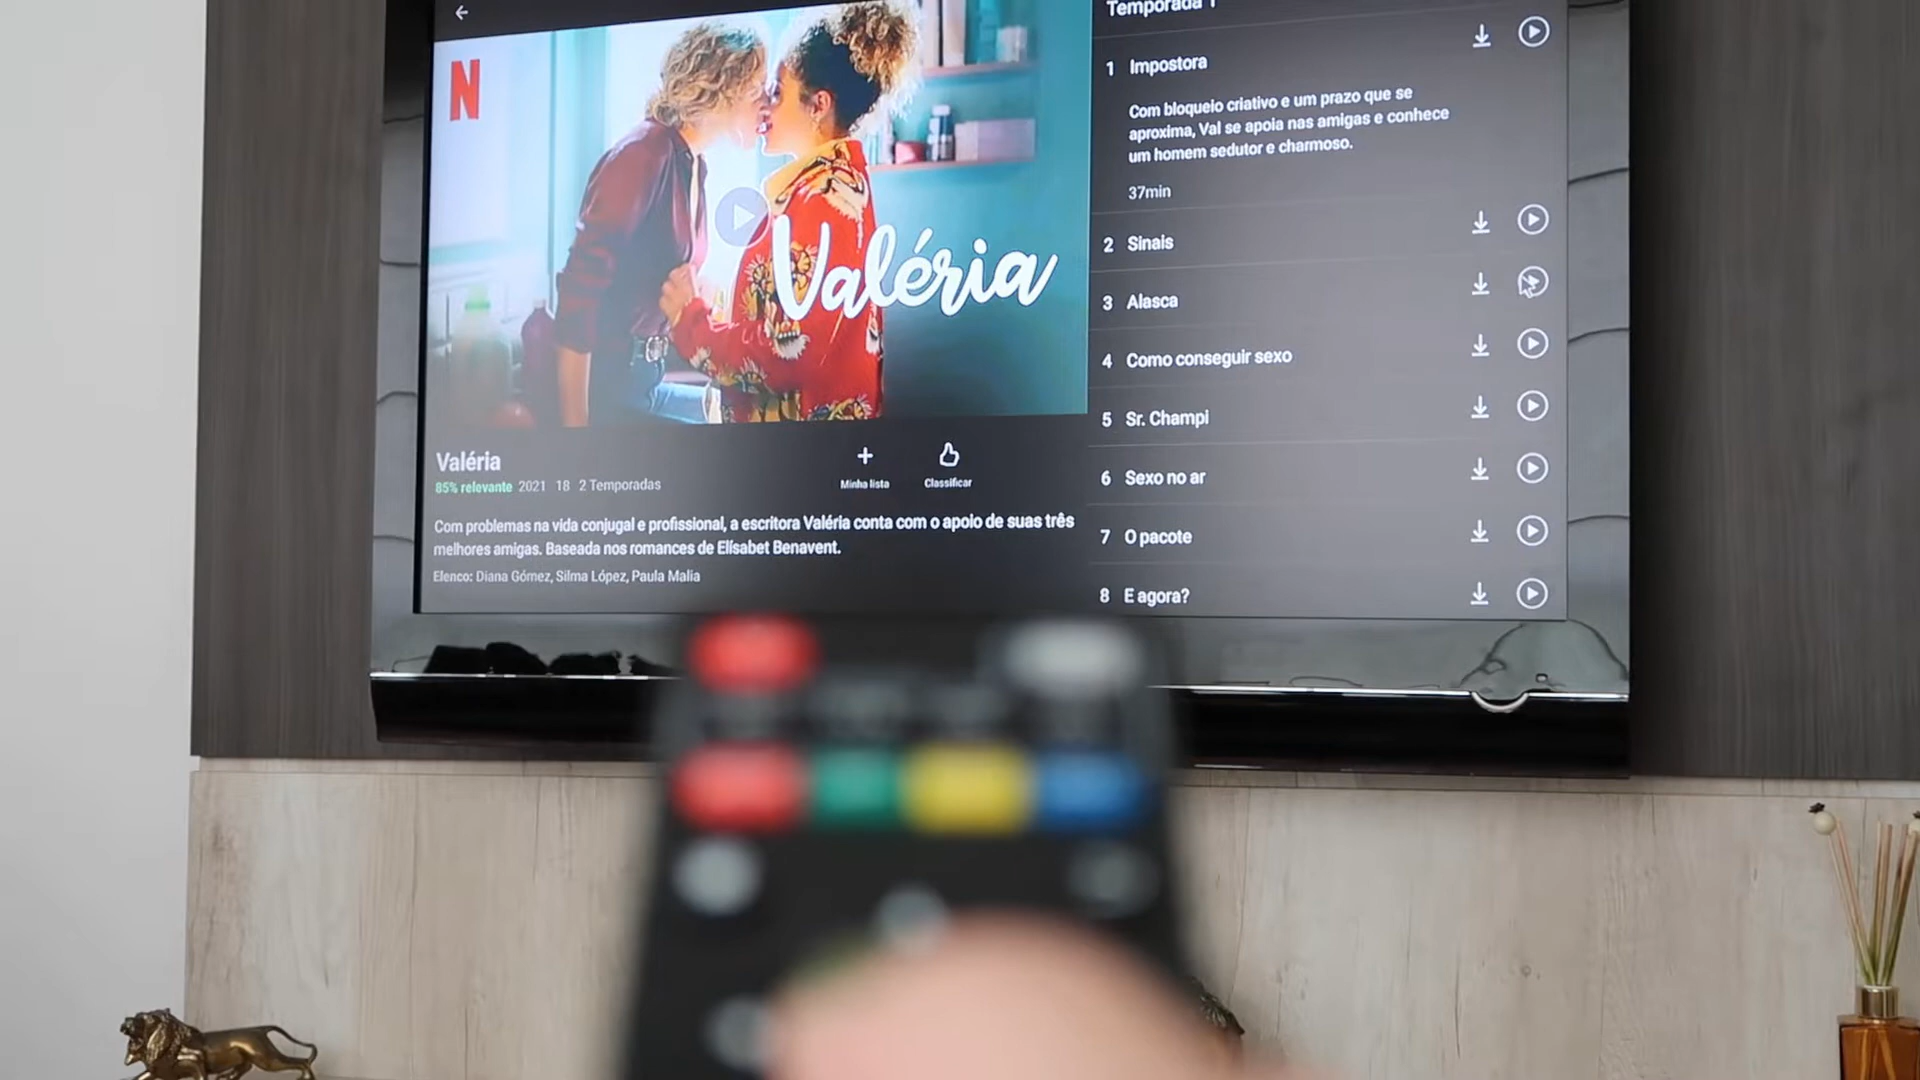 N
Valéria
Valéria
85% relevante 2021 18 2 Temporadas
Minha lista
Classificar
Com problemas na vida conjugal e profissional, a escritora Valéria conta com o apoio de suas três
melhores amigas. Baseada nos romances de Elísabet Benavent.
Elenco: Diana Gómez, Silma López, Paula Malia
Temporada 1
1 Impostora
Com bloqueio criativo e um prazo que se
aproxima, Val se apoia nas amigas e conhece
um homem sedutor e charmoso.
37min
2 Sinais
3 Alasca
4 Como conseguir sexo
5 Sr. Champi
6 Sexo no ar
7 O pacote
8 E agora?